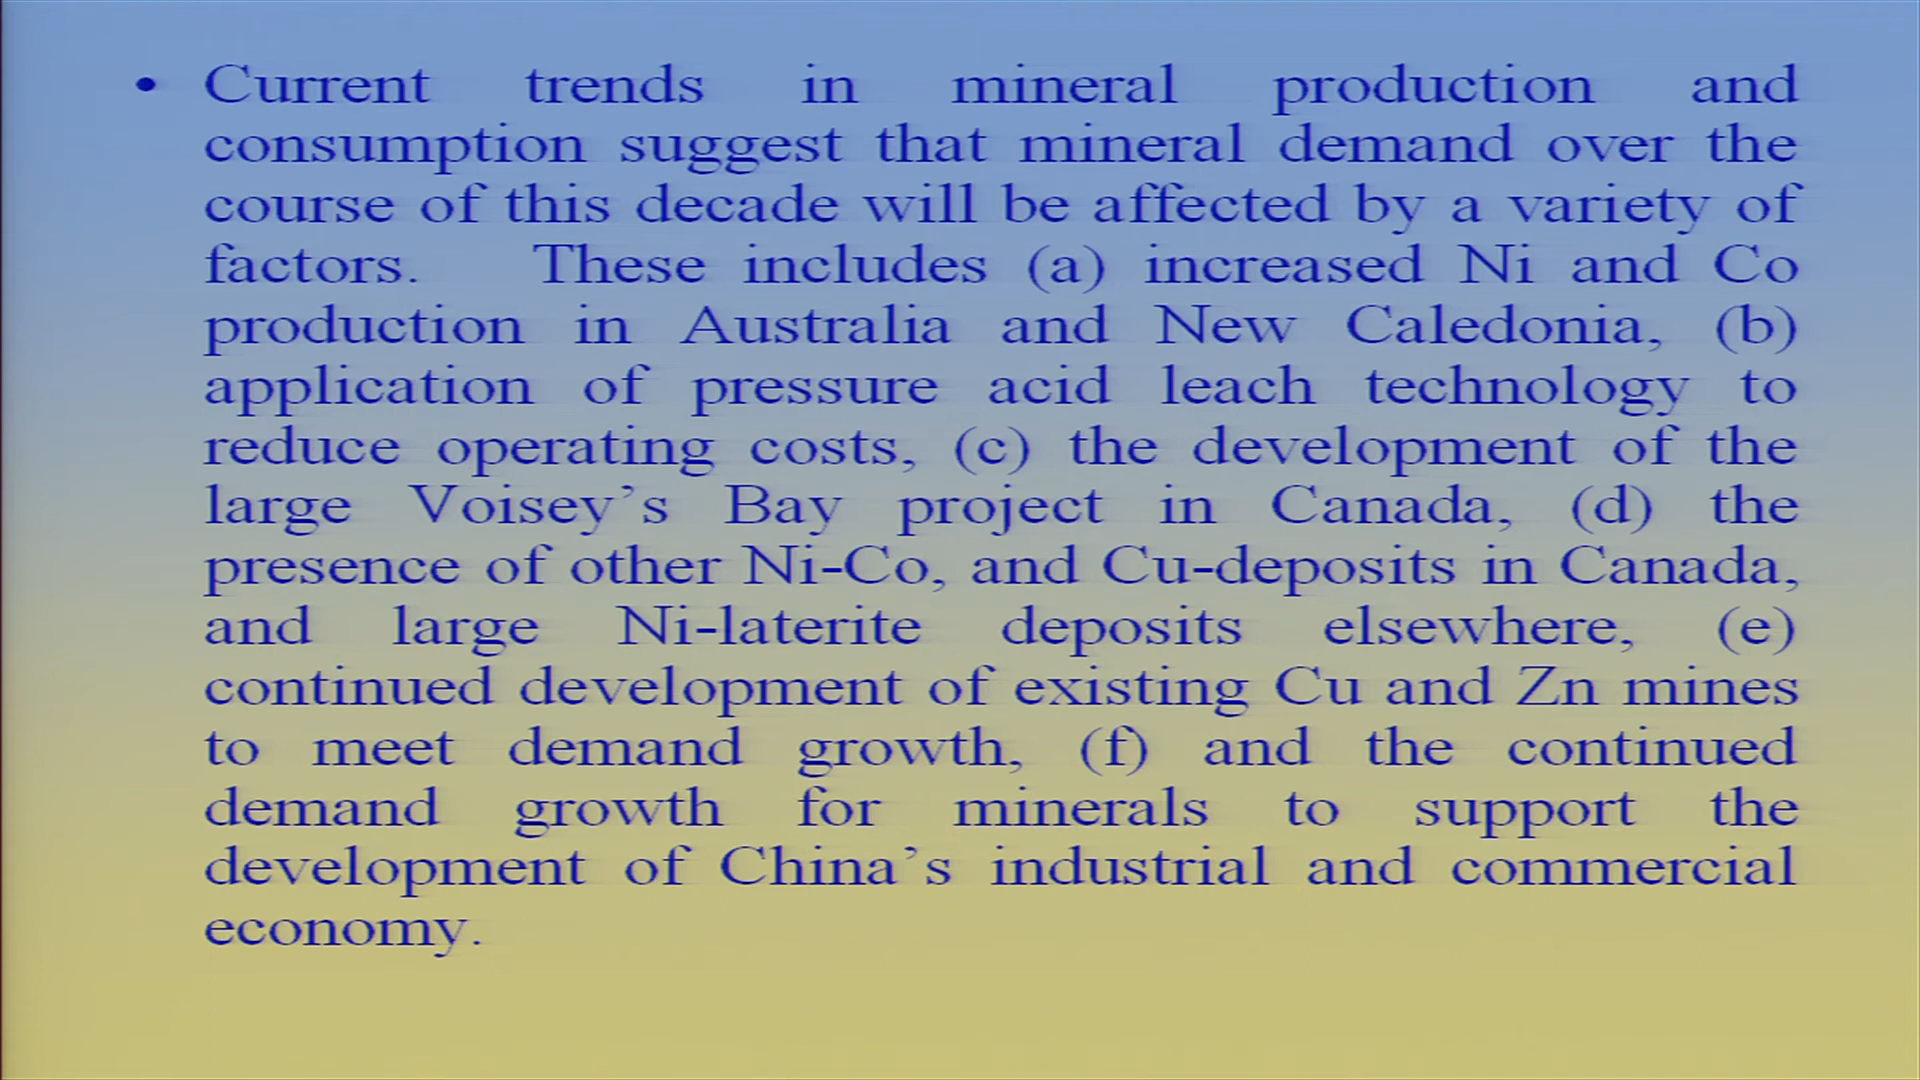 • Current trends in mineral production and
consumption suggest that mineral demand over the
course of this decade will be affected by a variety of
factors. These includes (a) increased Ni and Co
production in Australia and New Caledonia, (b)
application of pressure acid leach technology to
reduce operating costs, (c) the development of the
large Voisey’s Bay project in Canada, (d) the
presence of other Ni-Co, and Cu-deposits in Canada,
and large Ni-laterite deposits elsewhere, (e)
continued development of existing Cu and Zn mines
to meet demand growth, (f) and the continued
demand growth for minerals to support the
development of China’s industrial and commercial
economy.